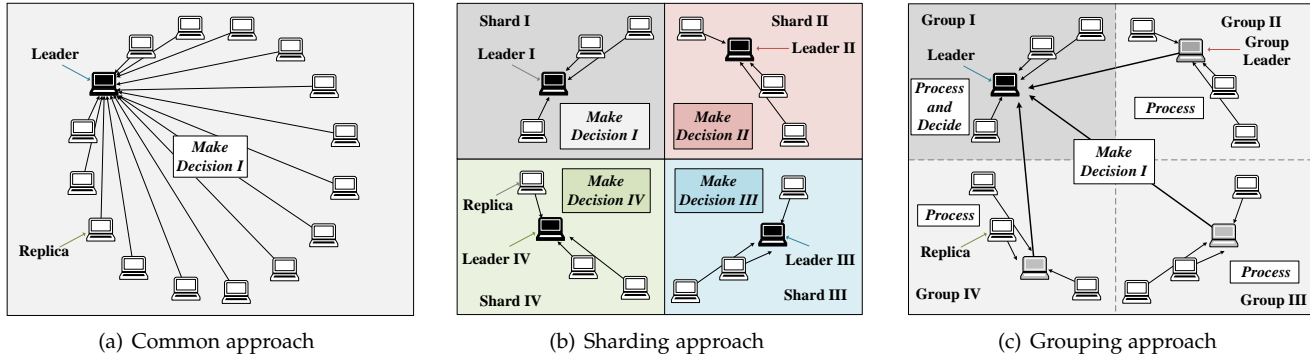 Leader
Make
Decision I
Replica
(a) Common approach
Shard I
Leader I
Make
Decision I
Shard II
Leader II
Make
Decision II
Replica
Make
Decision IV
Leader IV
Shard IV
Make
Decision III
Leader III
Shard III
(b) Sharding approach
Group I
Leader
Process
and
Decide
Group II
Group
Leader
Process
Make
Decision I
Process
Replica
Group IV
Process
Group III
(c) Grouping approach